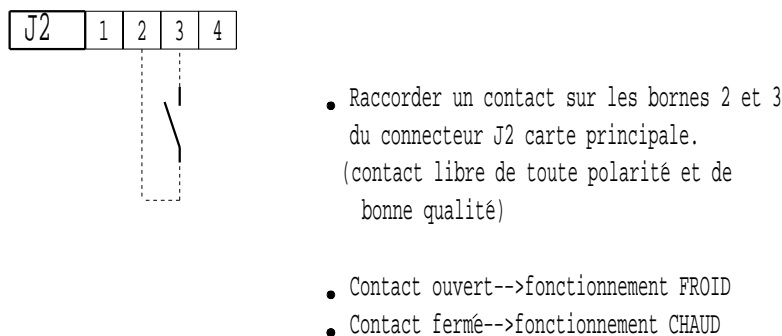 J2 1 2 3 4
• Raccorder un contact sur les bornes 2 et 3
du connecteur J2 carte principale.
(contact libre de toute polarité et de
bonne qualité)
• Contact ouvert-->fonctionnement FROID
• Contact fermé-->fonctionnement CHAUD